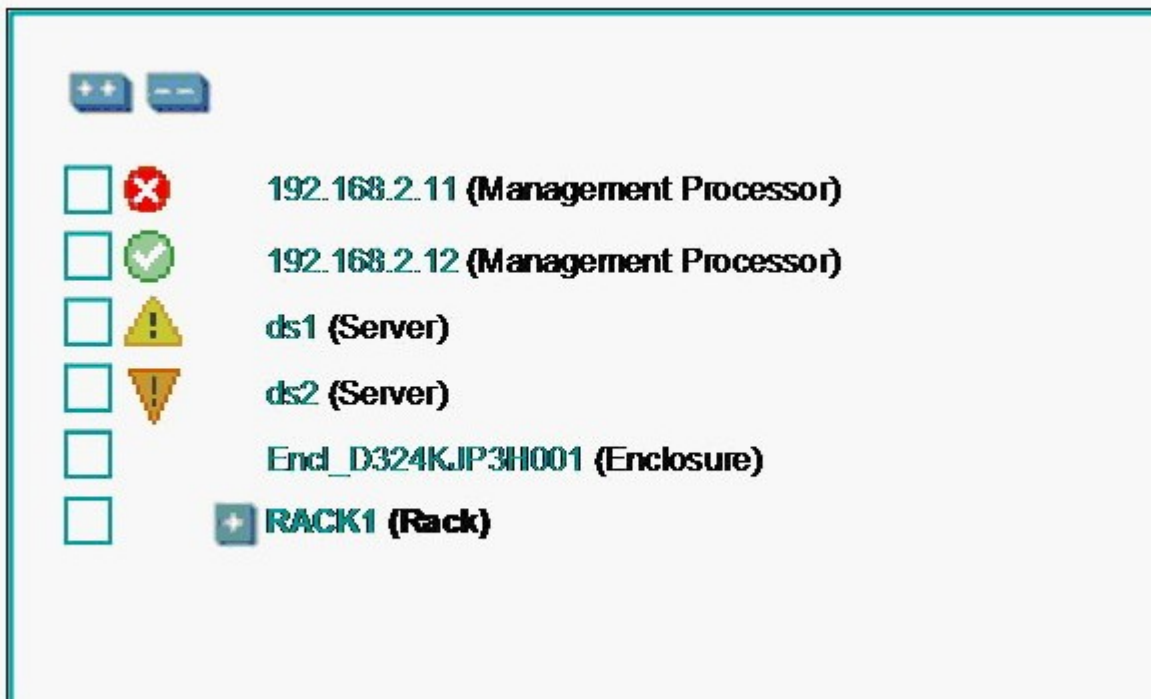 192.168.2.11 (Management Processor)
192.168.2.12 (Management Processor)
ds1 (Server)
ds2 (Server)
Encl_D324KJP3H001 (Enclosure)
RACK1 (Rack)